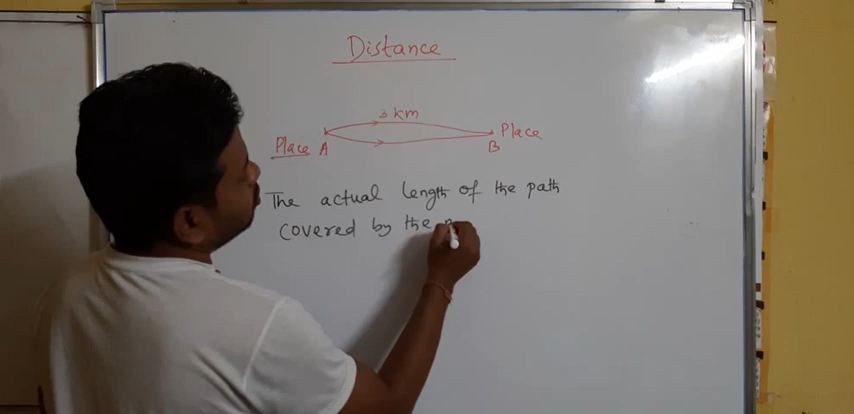 Distance
3 km
Place A
B Place
The actual length of the path
covered by the